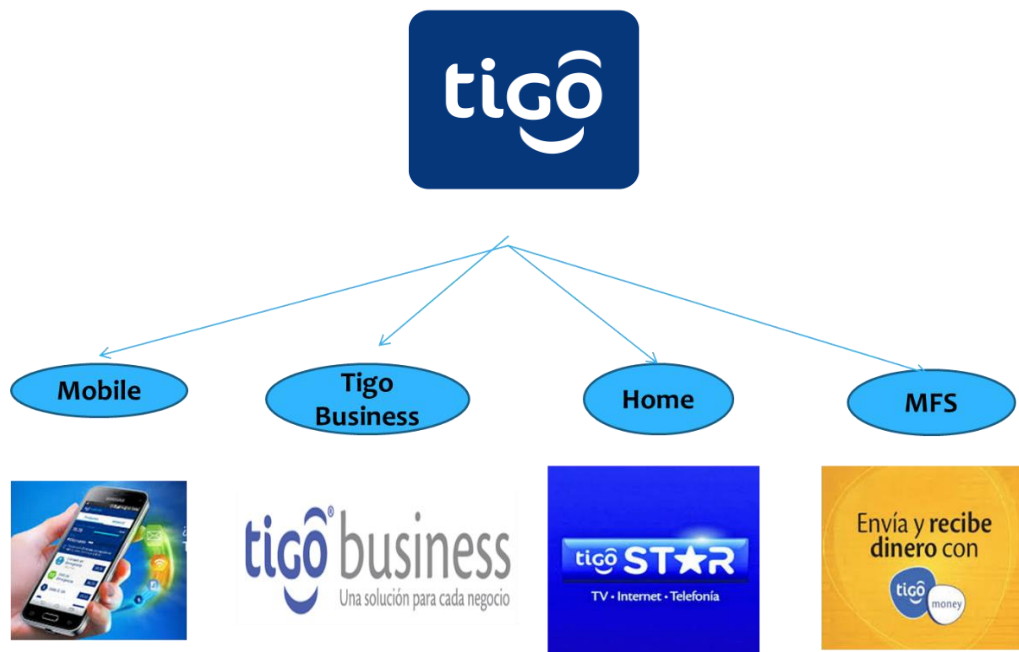 tigo
Mobile
Tigo
Business
Home
MFS
SAMSUNG
tigo® business
Una solución para cada negocio
tigo STAR
TV • Internet • Telefonía
Envía y recibe
dinero con
tigo
money